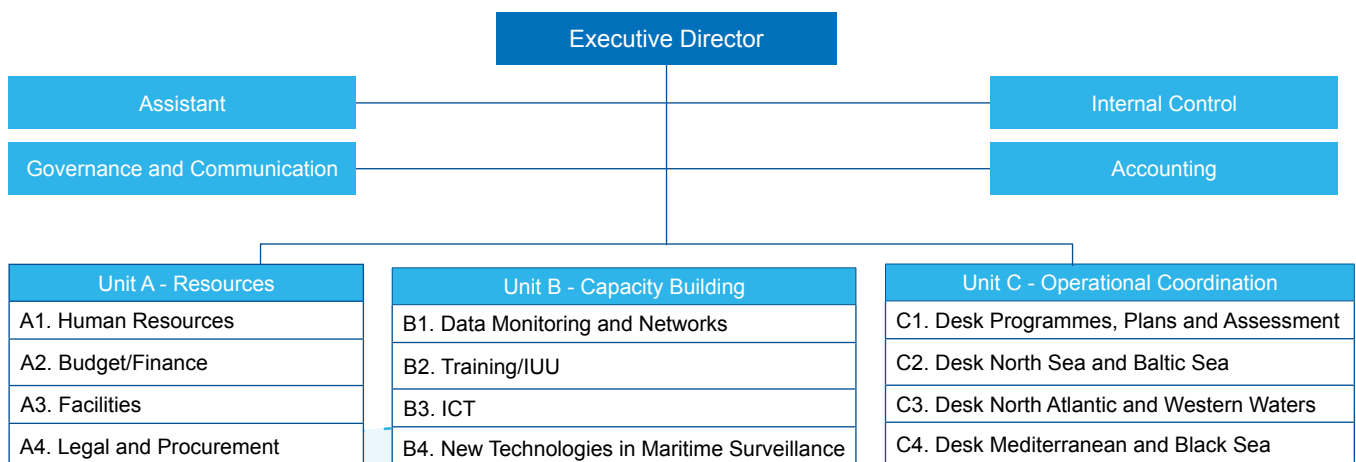 Executive Director
Assistant
Internal Control
Governance and Communication
Accounting
Unit A - Resources
A1. Human Resources
A2. Budget/Finance
A3. Facilities
A4. Legal and Procurement
Unit B - Capacity Building
B1. Data Monitoring and Networks
B2. Training/IUU
B3. ICT
B4. New Technologies in Maritime Surveillance
Unit C - Operational Coordination
C1. Desk Programmes, Plans and Assessment
C2. Desk North Sea and Baltic Sea
C3. Desk North Atlantic and Western Waters
C4. Desk Mediterranean and Black Sea